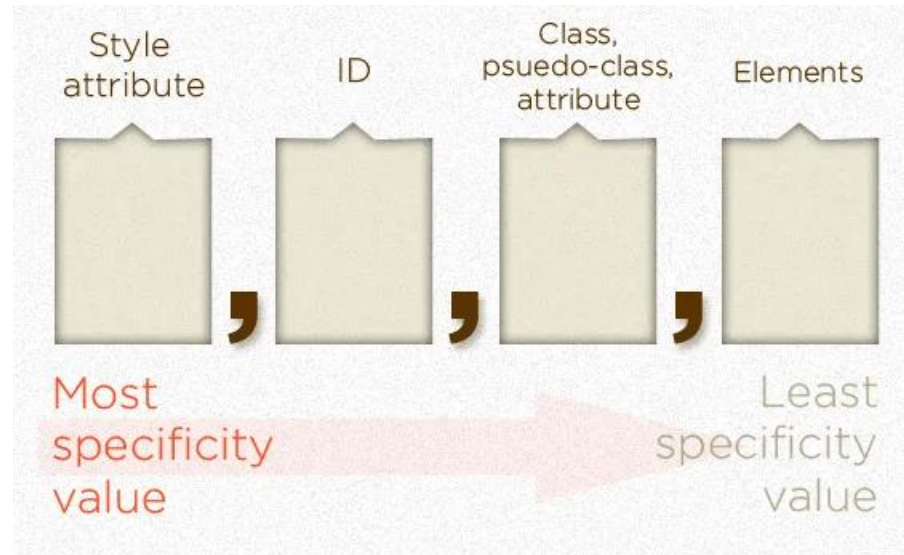 Style
attribute
ID
Class,
psuedo-class,
attribute
Elements
, , ,
Most
specificity
value
Least
specificity
value